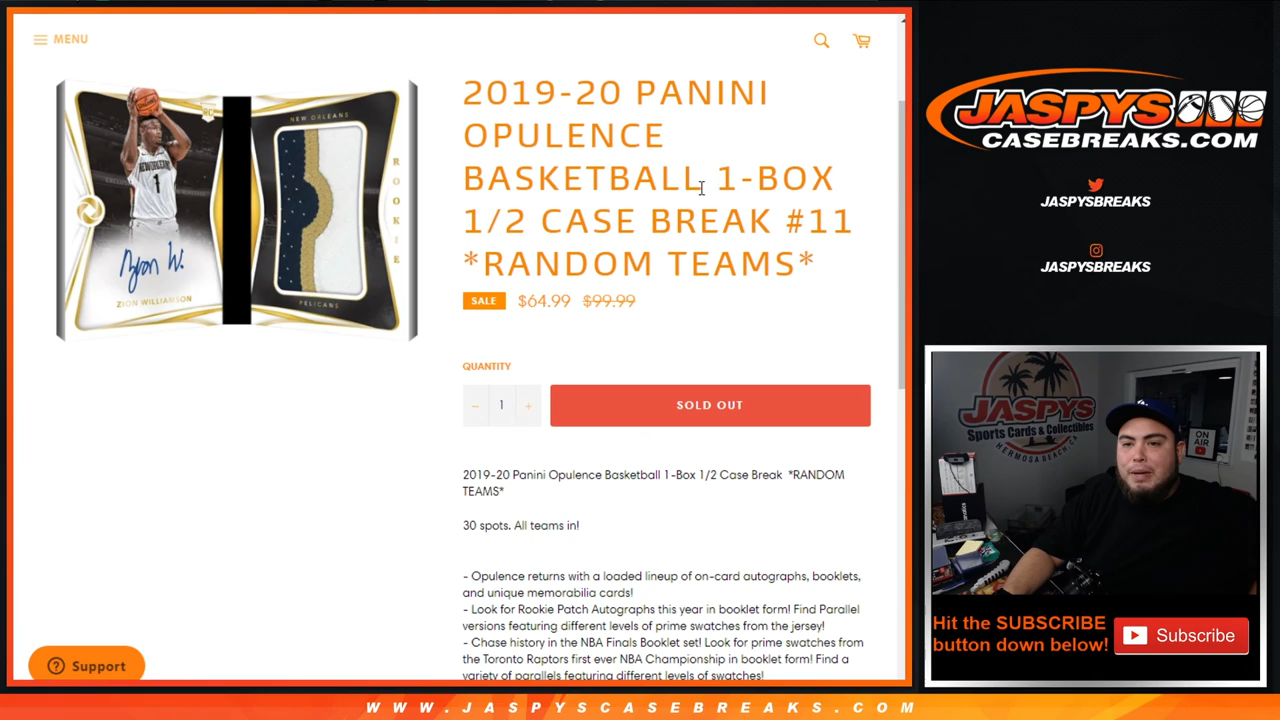 MENU
NEW ORLEANS
ROOKIE
NEW ORLEANS
1
Zion W.
ZION WILLIAMSON
PELICANS
2019-20 PANINI
OPULENCE
BASKETBALL 1-BOX
1/2 CASE BREAK #11
*RANDOM TEAMS*
SALE $64.99 $99.99
QUANTITY
− 1 +
SOLD OUT
2019-20 Panini Opulence Basketball 1-Box 1/2 Case Break *RANDOM
TEAMS*
30 spots. All teams in!
- Opulence returns with a loaded lineup of on-card autographs, booklets,
and unique memorabilia cards!
- Look for Rookie Patch Autographs this year in booklet form! Find Parallel
versions featuring different levels of prime swatches from the jersey!
- Chase history in the NBA Finals Booklet set! Look for prime swatches from
the Toronto Raptors first ever NBA Championship in booklet form! Find a
variety of parallels featuring different levels of swatches!
? Support
JASPYS
CASEBREAKS.COM
JASPYSBREAKS
JASPYSBREAKS
JASPYS
Sports Cards & Collectibles
HERMOSA BEACH, CA
ON
AIR
Hit the SUBSCRIBE
button down below!
Subscribe
WWW.JASPYSCASEBREAKS.COM